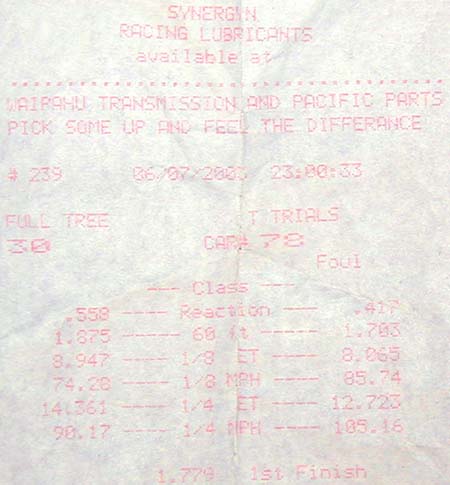 SYNERGYN
RACING LUBRICANTS
available at
WAIPAHU TRANSMISSION AND PACIFIC PARTS
PICK SOME UP AND FEEL THE DIFFERANCE
# 239 06/07/2003 23:00:33
FULL TREE T TRIALS
30 CAR# 78
Foul
--- Class ---
.558 ---- Reaction ---- .417
1.875 ---- 60 ft ---- 1.703
8.947 ---- 1/8 ET ---- 8.065
74.28 ---- 1/8 MPH ---- 85.74
14.361 ---- 1/4 ET ---- 12.723
90.17 ---- 1/4 MPH ---- 105.16
1.779 1st Finish